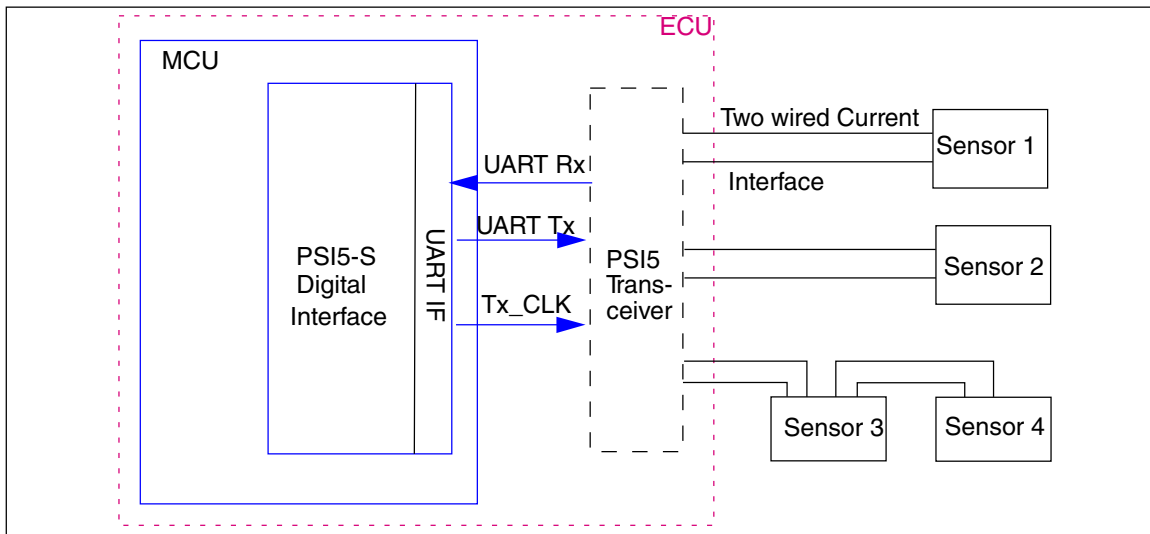 ECU
MCU
Two wired Current
Sensor 1
UART Rx
Interface
UART Tx
UART IF
PSI5-S
Digital
Interface
PSI5
Trans-
ceiver
Sensor 2
Tx_CLK
Sensor 3
Sensor 4